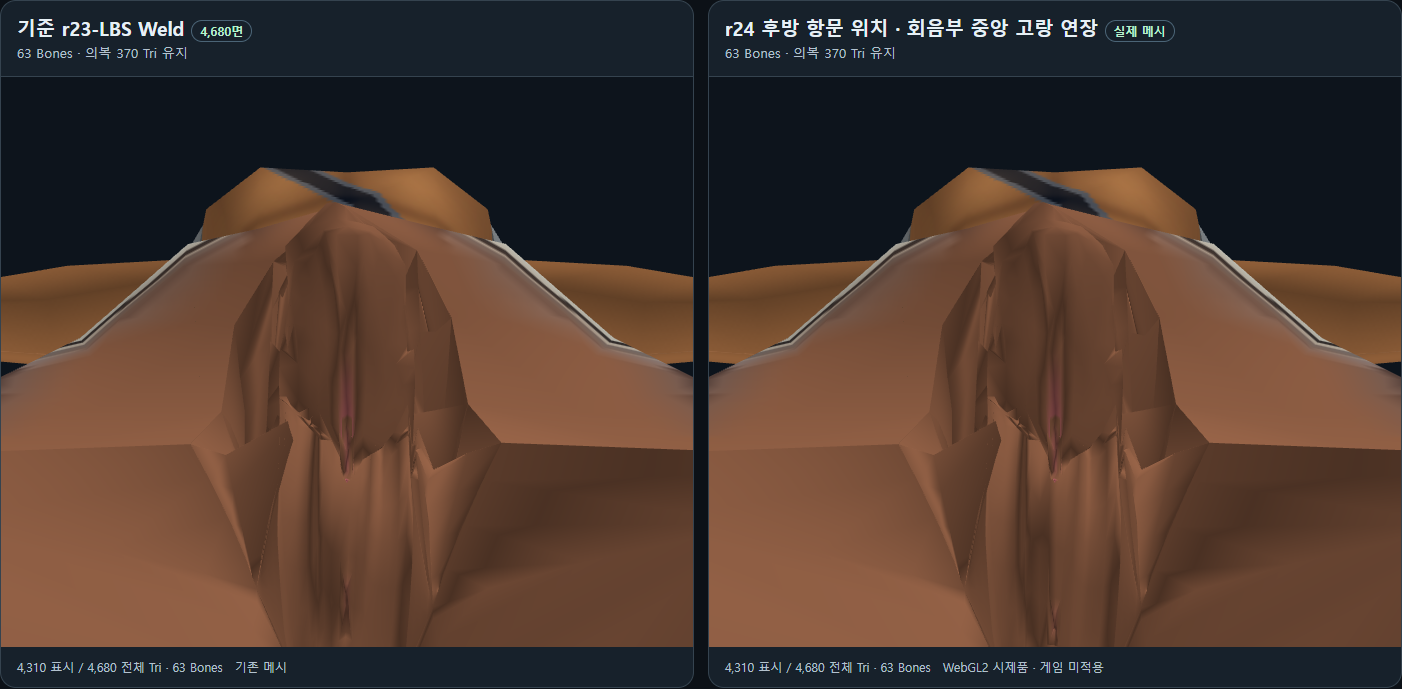 기준 r23-LBS Weld 4,680면
63 Bones · 의복 370 Tri 유지
4,310 표시 / 4,680 전체 Tri · 63 Bones 기존 메시
r24 후방 항문 위치 · 회음부 중앙 고랑 연장 실제 메시
63 Bones · 의복 370 Tri 유지
4,310 표시 / 4,680 전체 Tri · 63 Bones WebGL2 시제품 · 게임 미적용